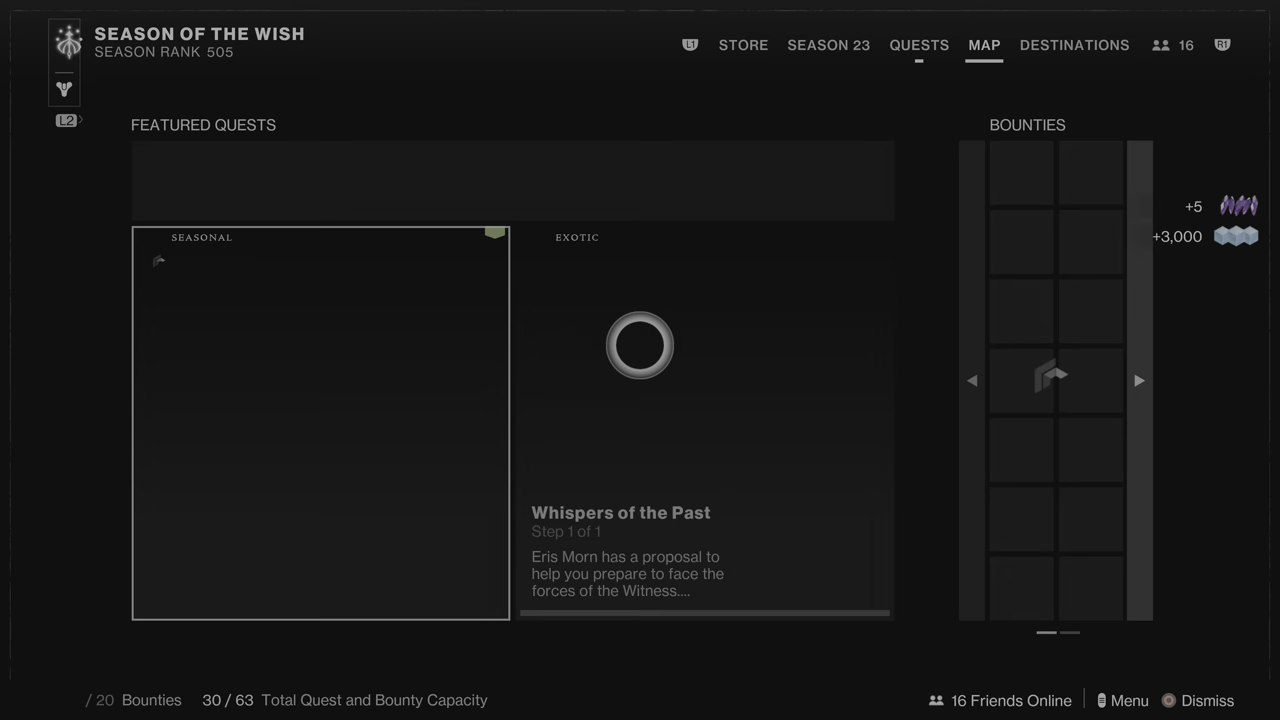 SEASON OF THE WISH
SEASON RANK 505
L1 STORE SEASON 23 QUESTS MAP DESTINATIONS 16 R1
L2
FEATURED QUESTS
BOUNTIES
+5
+3,000
SEASONAL
EXOTIC
Whispers of the Past
Step 1 of 1
Eris Morn has a proposal to
help you prepare to face the
forces of the Witness....
/ 20 Bounties 30 / 63 Total Quest and Bounty Capacity
16 Friends Online Menu Dismiss